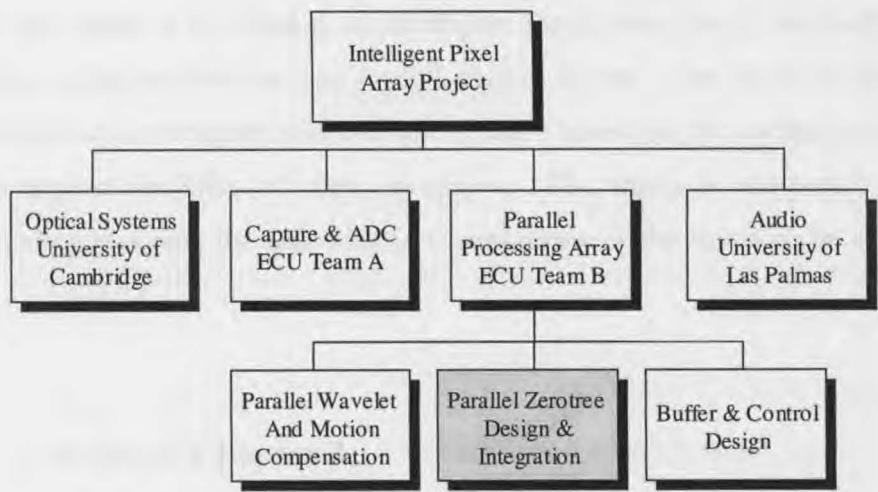 Intelligent Pixel
Array Project
Optical Systems
University of
Cambridge
Capture & ADC
ECU Team A
Parallel
Processing Array
ECU Team B
Audio
University of
Las Palmas
Parallel Wavelet
And Motion
Compensation
Parallel Zerotree
Design &
Integration
Buffer & Control
Design